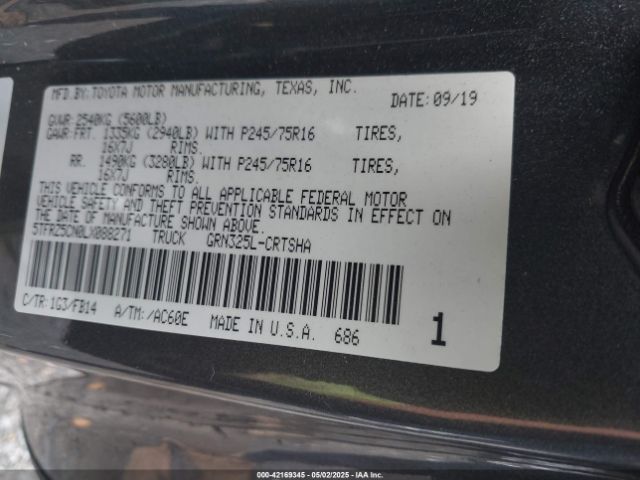 MFD.BY:TOYOTA MOTOR MANUFACTURING, TEXAS, INC.
DATE:09/19
GVWR:2540KG (5600LB)
GAWR:FRT. 1335KG (2940LB) WITH P245/75R16 TIRES,
16X7J RIMS.
RR. 1490KG (3280LB) WITH P245/75R16 TIRES,
16X7J RIMS.
THIS VEHICLE CONFORMS TO ALL APPLICABLE FEDERAL MOTOR
VEHICLE SAFETY AND THEFT PREVENTION STANDARDS IN EFFECT ON
THE DATE OF MANUFACTURE SHOWN ABOVE.
5TFRZ5CN0LX088271 TRUCK GRN325L-CRTSHA
C/TR:1G3/FB14 A/TM:/AC60E MADE IN U.S.A. 686 1
000-42169345 - 05/02/2025 - IAA Inc.